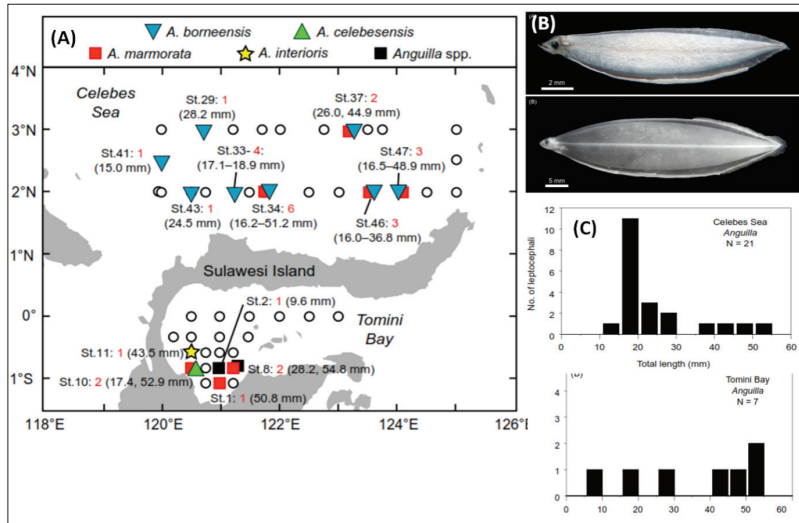 (A)
A. borneensis
A. celebesensis
A. marmorata
A. interioris
Anguilla spp.
4°N
3°N
2°N
1°N
0°
1°S
118°E
120°E
122°E
124°E
126°E
Celebes
Sea
St.29: 1
(28.2 mm)
St.37: 2
(26.0, 44.9 mm)
St.41: 1
(15.0 mm)
St.33- 4:
(17.1–18.9 mm)
St.47: 3
(16.5–48.9 mm)
St.43: 1
(24.5 mm)
St.34: 6
(16.2–51.2 mm)
St.46: 3
(16.0–36.8 mm)
Sulawesi Island
St.2: 1 (9.6 mm)
Tomini
Bay
St.11: 1 (43.5 mm)
St.8: 2 (28.2, 54.8 mm)
St.10: 2 (17.4, 52.9 mm)
St.1: 1 (50.8 mm)
(B)
2 mm
(B)
5 mm
(C)
Celebes Sea
Anguilla
N = 21
No. of leptocephali
12
10
8
6
4
2
0
0 10 20 30 40 50 60
Total length (mm)
Tomini Bay
Anguilla
N = 7
4
3
2
1
0
0 10 20 30 40 50 60